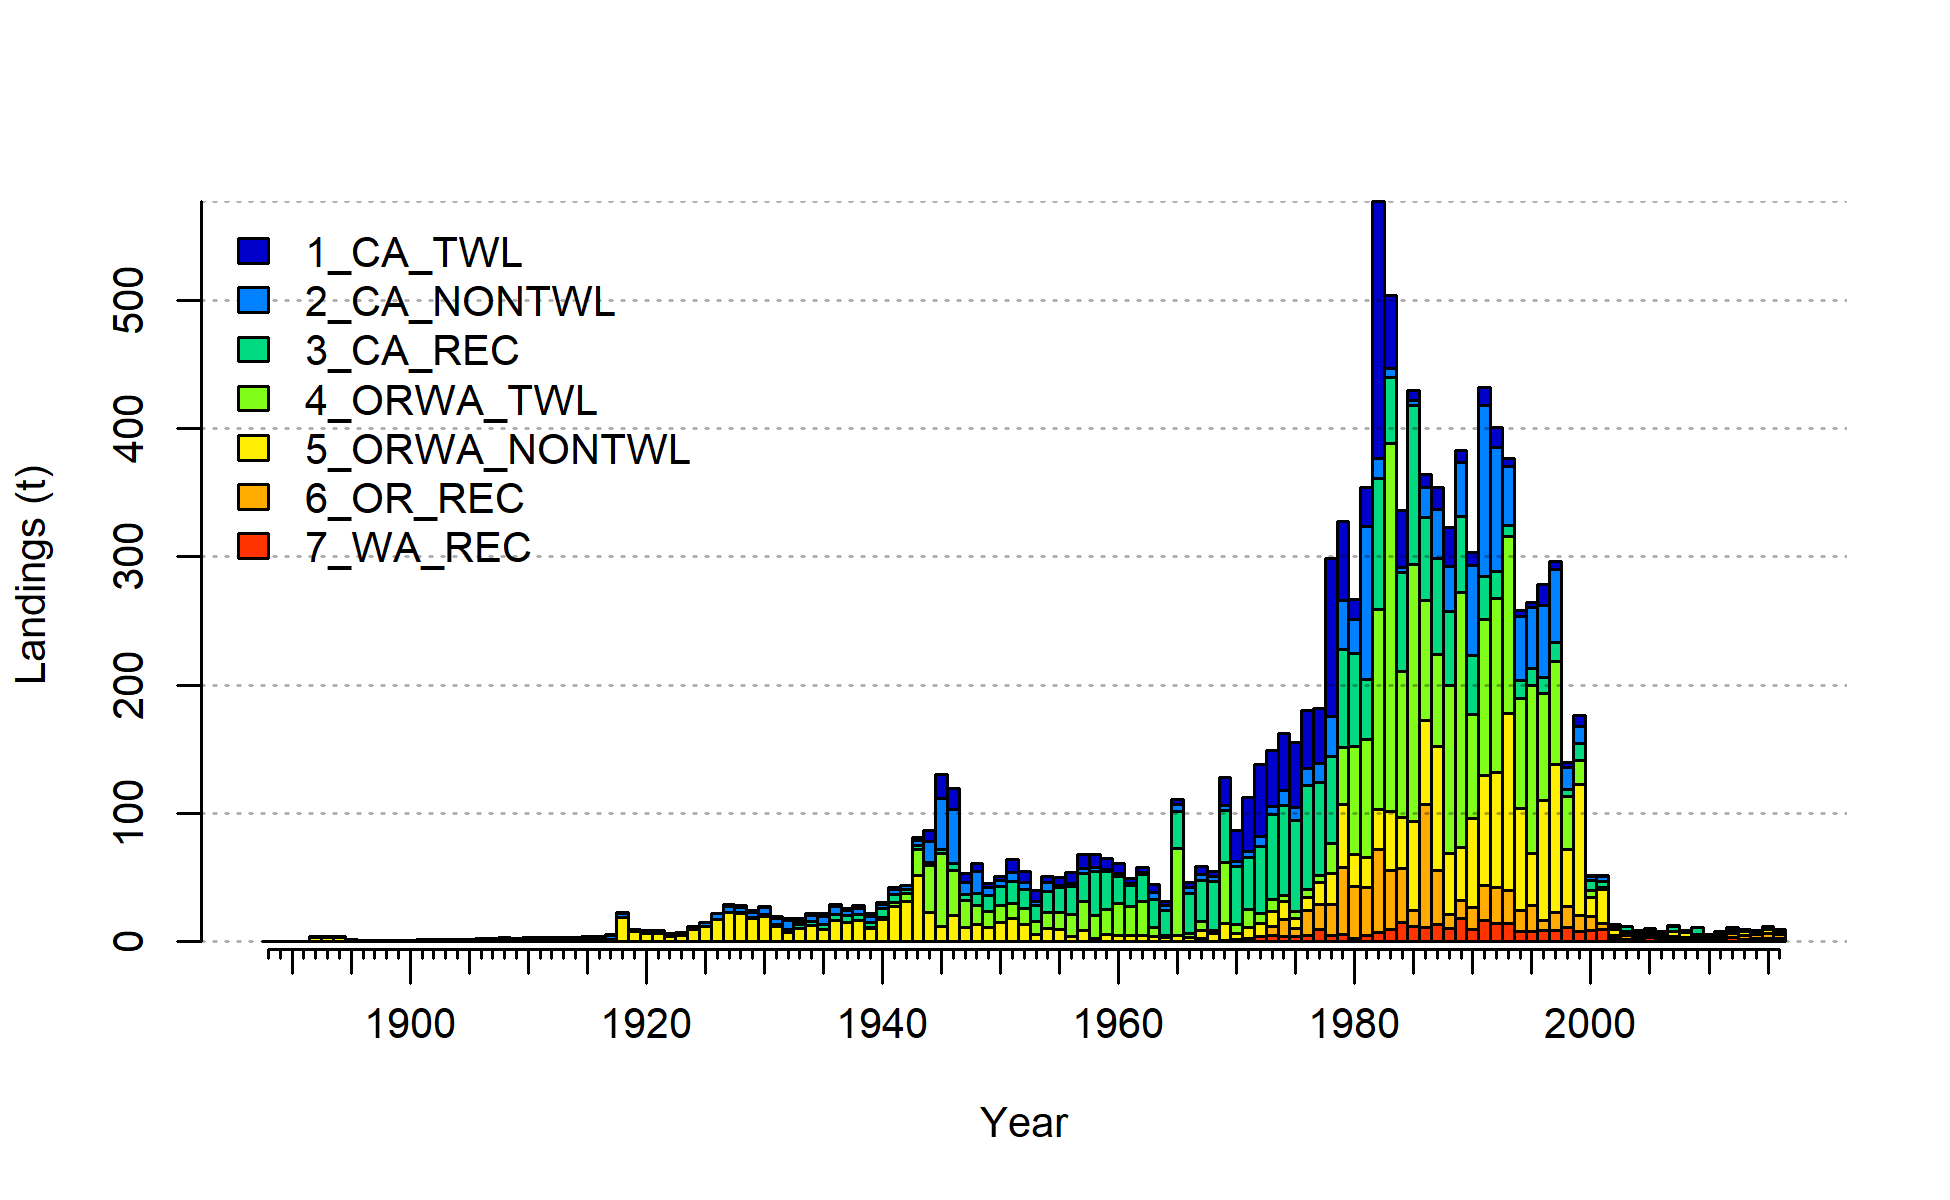 1_CA_TWL
2_CA_NONTWL
3_CA_REC
4_ORWA_TWL
5_ORWA_NONTWL
6_OR_REC
7_WA_REC
Landings (t)
500
400
300
200
100
0
1900 1920 1940 1960 1980 2000
Year